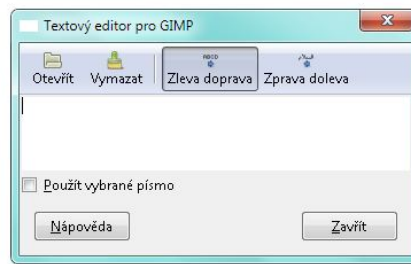 Textový editor pro GIMP
Otevřít Vymazat Zleva doprava Zprava doleva
Použít vybrané písmo
Nápověda Zavřít